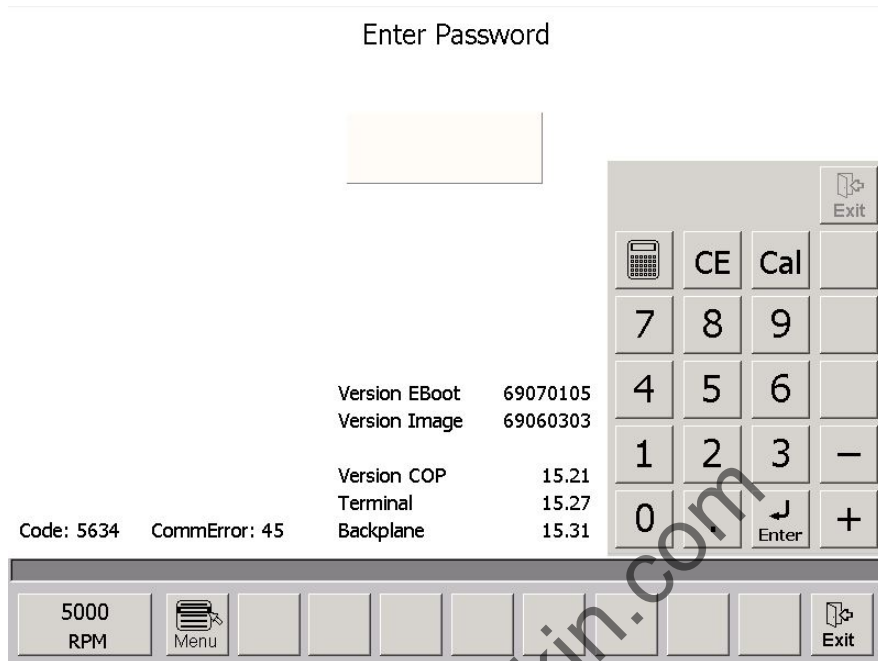 Enter Password
Exit
CE Cal
7 8 9
4 5 6
Version EBoot 69070105
Version Image 69060303
1 2 3 −
Version COP 15.21
Terminal 15.27
Code: 5634 CommError: 45 Backplane 15.31
0 . Enter +
5000
RPM
Menu
Exit